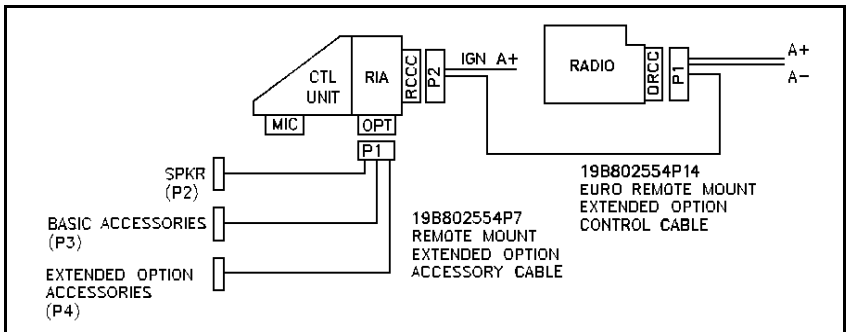 CTL
UNIT
RIA
RCCC
P2
IGN A+
RADIO
DRCC
P1
A+
A-
MIC
OPT
P1
SPKR
(P2)
BASIC ACCESSORIES
(P3)
EXTENDED OPTION
ACCESSORIES
(P4)
19B802554P7
REMOTE MOUNT
EXTENDED OPTION
ACCESSORY CABLE
19B802554P14
EURO REMOTE MOUNT
EXTENDED OPTION
CONTROL CABLE